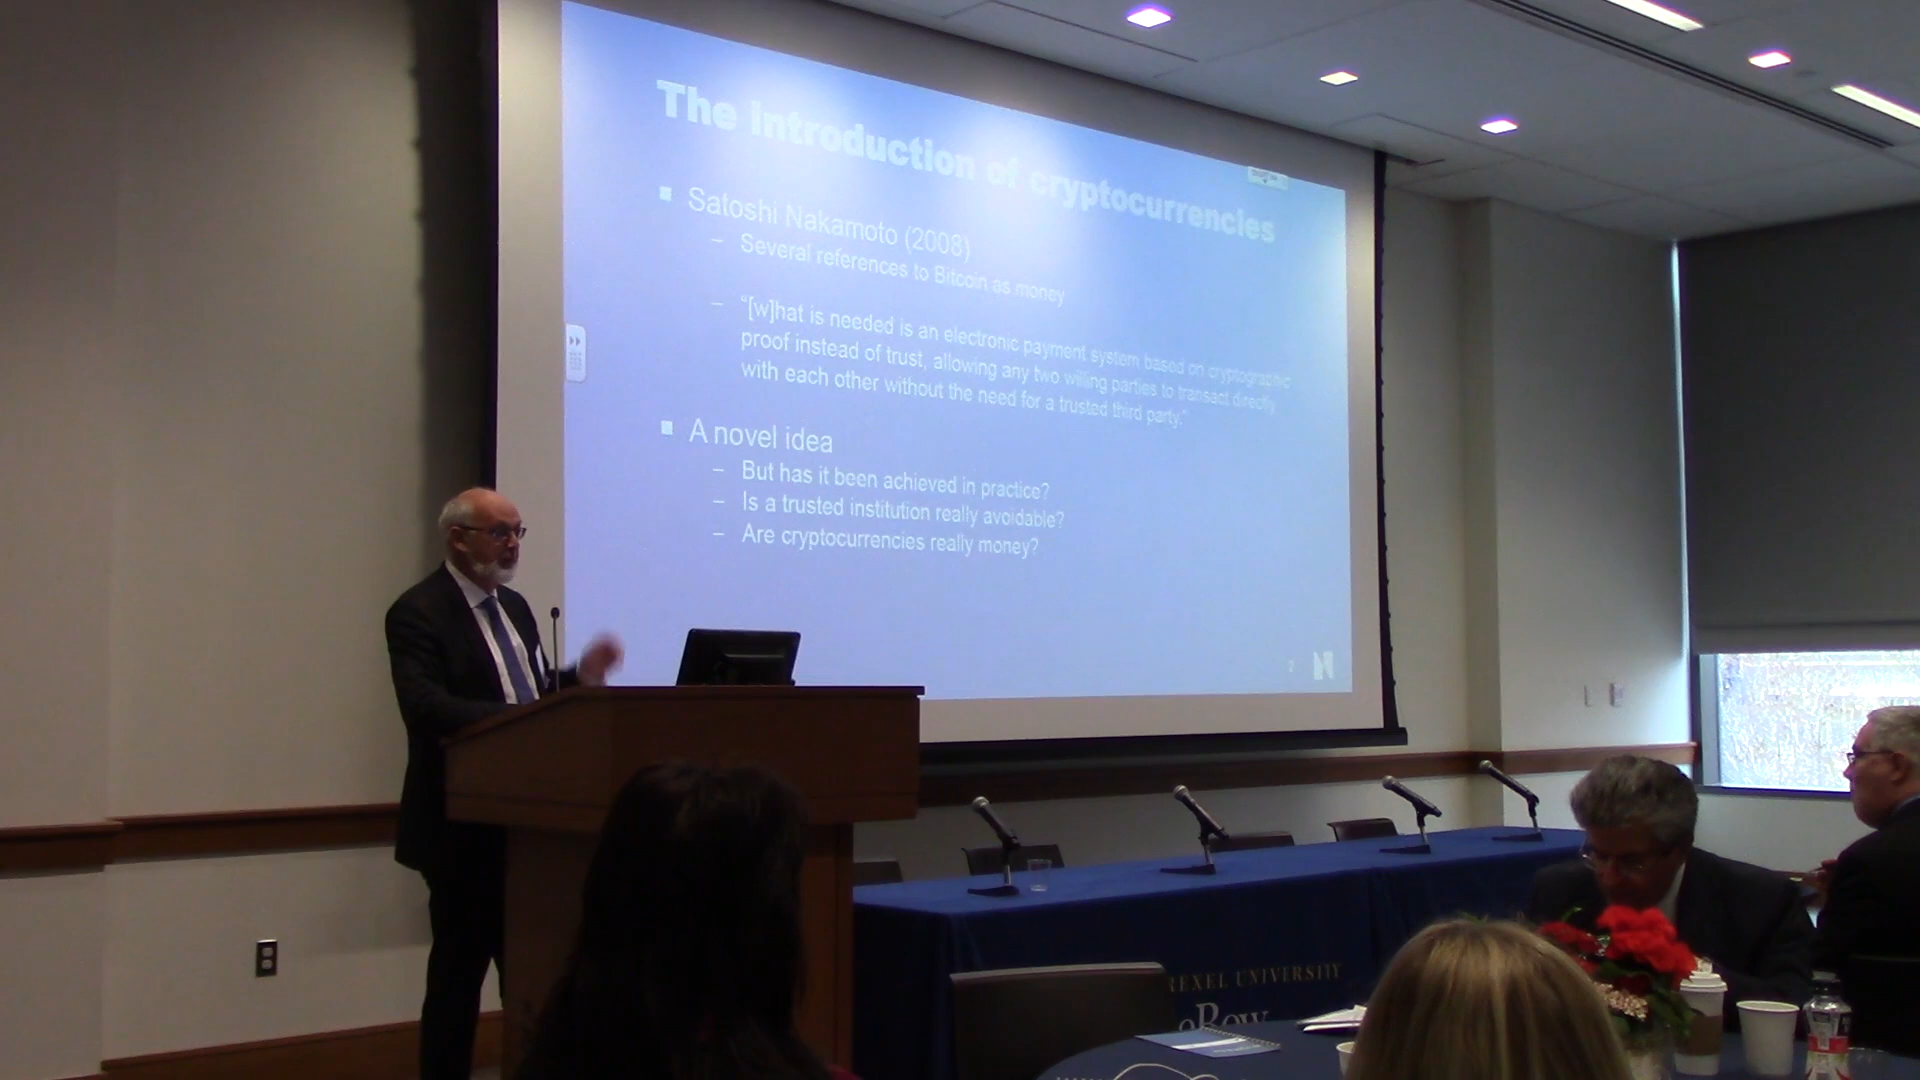 The introduction of cryptocurrencies
Satoshi Nakamoto (2008)
– Several references to Bitcoin as money
– “[w]hat is needed is an electronic payment system based on cryptographic
proof instead of trust, allowing any two willing parties to transact directly
with each other without the need for a trusted third party.”
A novel idea
– But has it been achieved in practice?
– Is a trusted institution really avoidable?
– Are cryptocurrencies really money?
2
REXEL UNIVERSITY
eBow